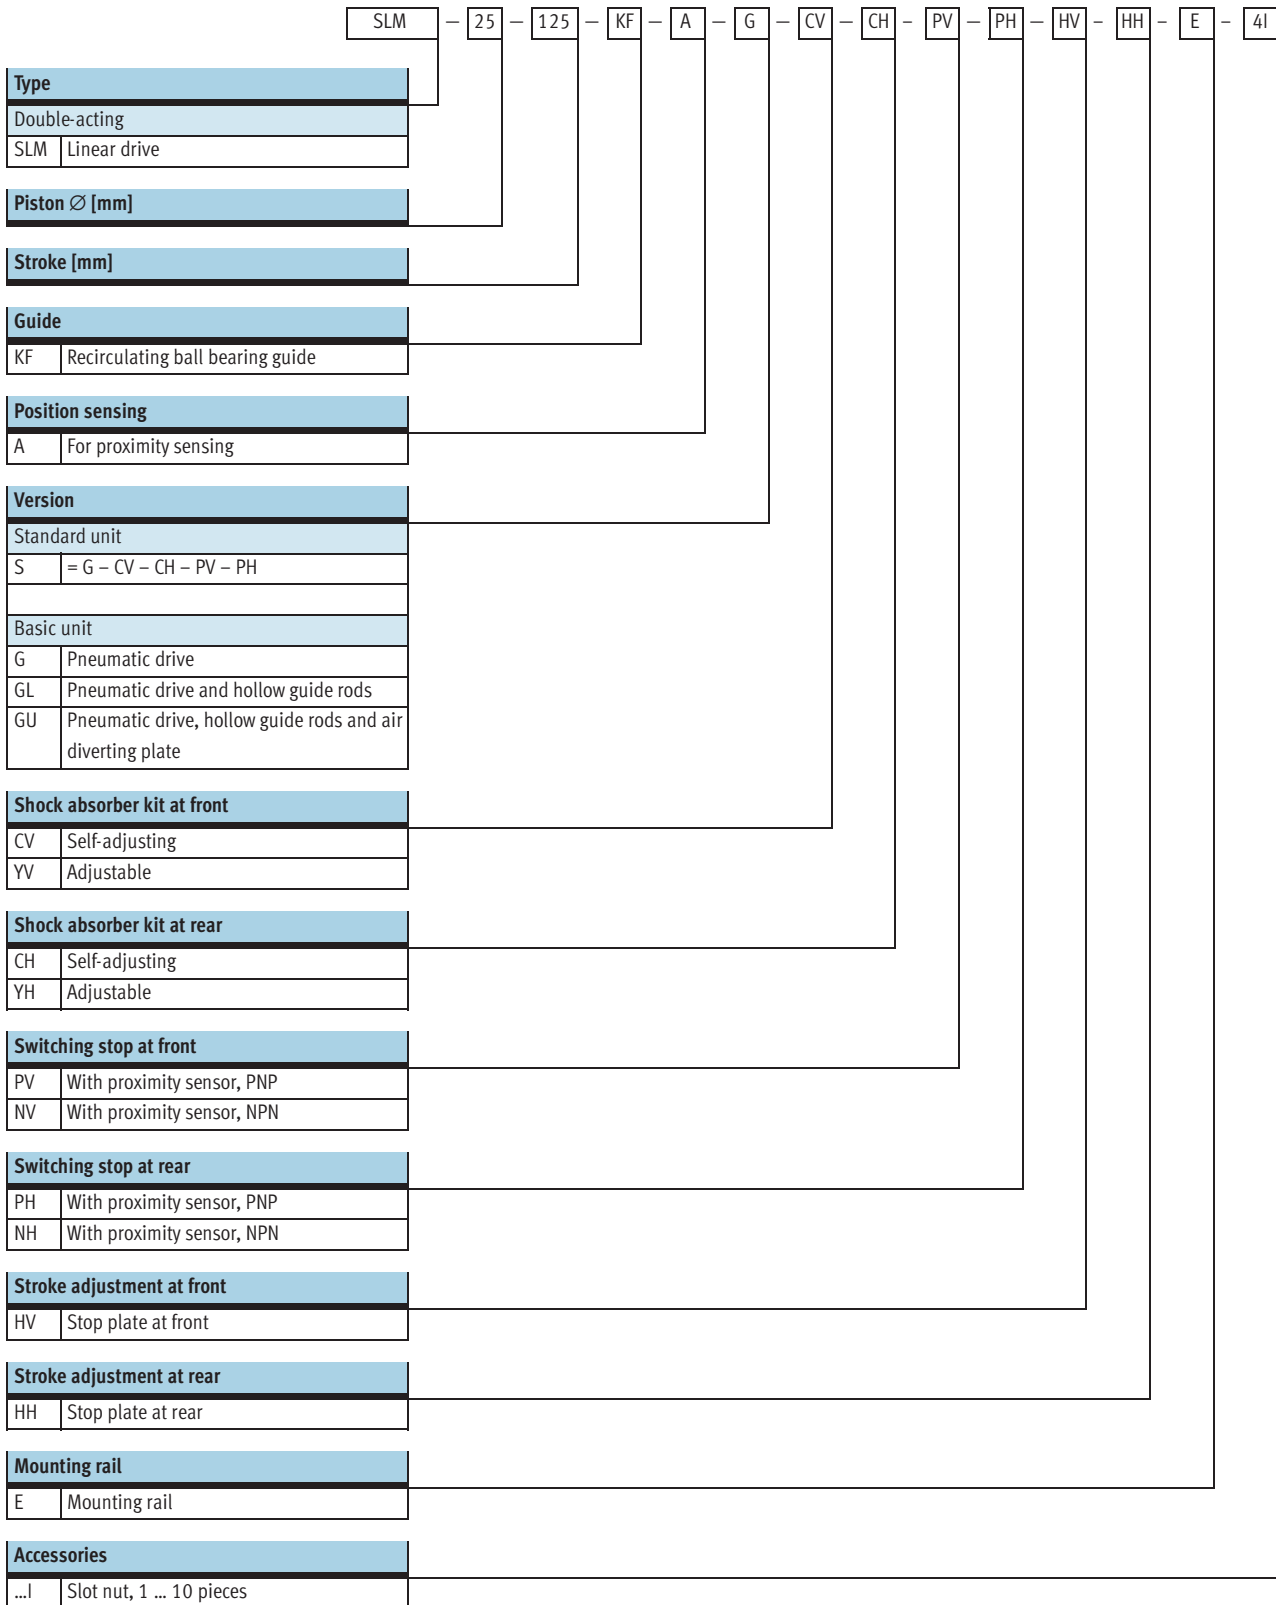 SLM – 25 – 125 – KF – A – G – CV – CH – PV – PH – HV – HH – E – 4I
Type
Double-acting
SLM Linear drive
Piston ∅ [mm]
Stroke [mm]
Guide
KF Recirculating ball bearing guide
Position sensing
A For proximity sensing
Version
Standard unit
S = G – CV – CH – PV – PH
Basic unit
G Pneumatic drive
GL Pneumatic drive and hollow guide rods
GU Pneumatic drive, hollow guide rods and air
diverting plate
Shock absorber kit at front
CV Self-adjusting
YV Adjustable
Shock absorber kit at rear
CH Self-adjusting
YH Adjustable
Switching stop at front
PV With proximity sensor, PNP
NV With proximity sensor, NPN
Switching stop at rear
PH With proximity sensor, PNP
NH With proximity sensor, NPN
Stroke adjustment at front
HV Stop plate at front
Stroke adjustment at rear
HH Stop plate at rear
Mounting rail
E Mounting rail
Accessories
...I Slot nut, 1 ... 10 pieces